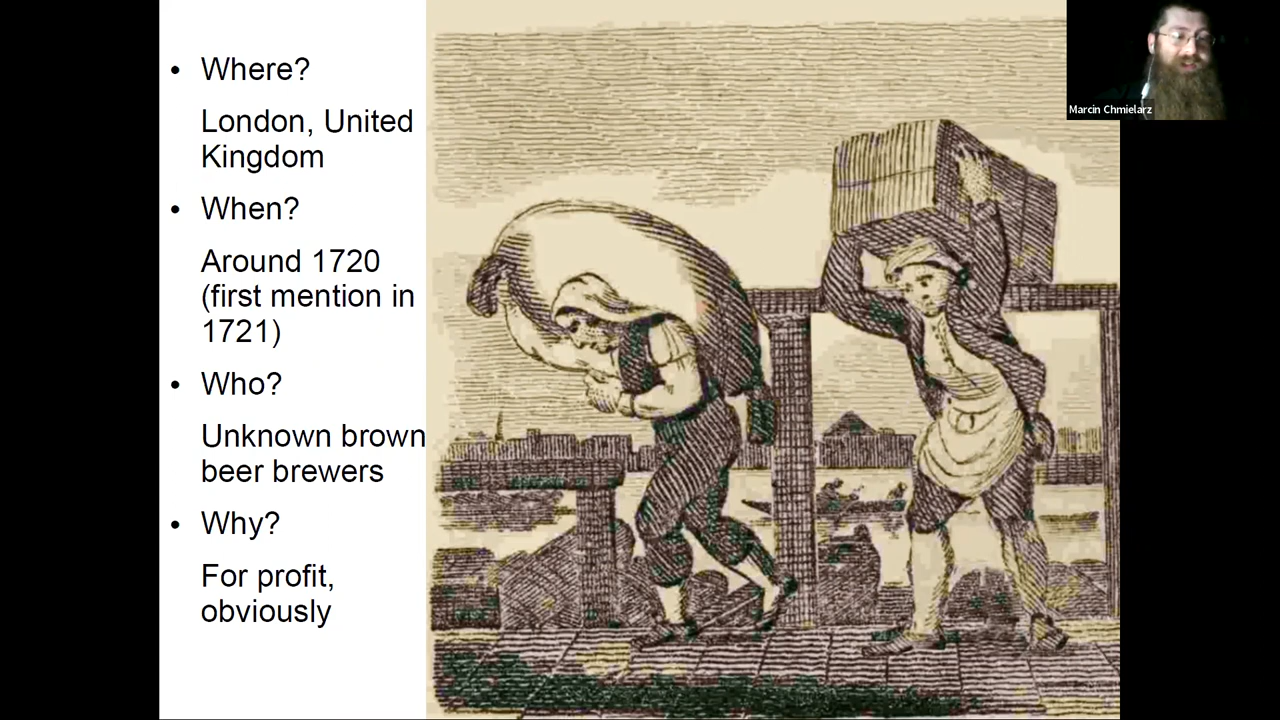 • Where?
London, United
Kingdom
• When?
Around 1720
(first mention in
1721)
• Who?
Unknown brown
beer brewers
• Why?
For profit,
obviously
Marcin Chmielarz